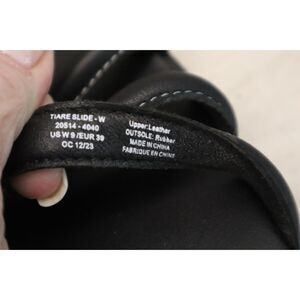 TIARE SLIDE - W
20514 - 4040
US W 9 / EUR 39
OC 12/23
Upper: Leather
OUTSOLE: Rubber
MADE IN CHINA
FABRIQUE EN CHINE